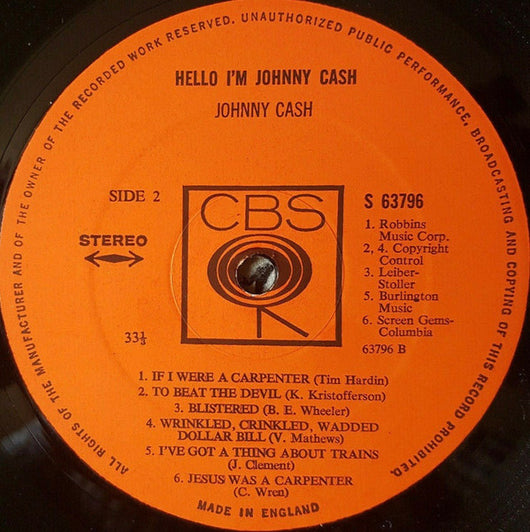 ALL RIGHTS OF THE MANUFACTURER AND OF THE OWNER OF THE RECORDED WORK RESERVED. UNAUTHORIZED PUBLIC PERFORMANCE, BROADCASTING AND COPYING OF THIS RECORD PROHIBITED.
HELLO I'M JOHNNY CASH
JOHNNY CASH
SIDE 2
CBS
S 63796
STEREO
1. Robbins
Music Corp.
2, 4. Copyright
Control
3. Leiber-
Stoller
5. Burlington
Music
6. Screen Gems-
Columbia
33⅓
63796 B
1. IF I WERE A CARPENTER (Tim Hardin)
2. TO BEAT THE DEVIL (K. Kristofferson)
3. BLISTERED (B. E. Wheeler)
4. WRINKLED, CRINKLED, WADDED
DOLLAR BILL (V. Mathews)
5. I'VE GOT A THING ABOUT TRAINS
(J. Clement)
6. JESUS WAS A CARPENTER
(C. Wren)
MADE IN ENGLAND